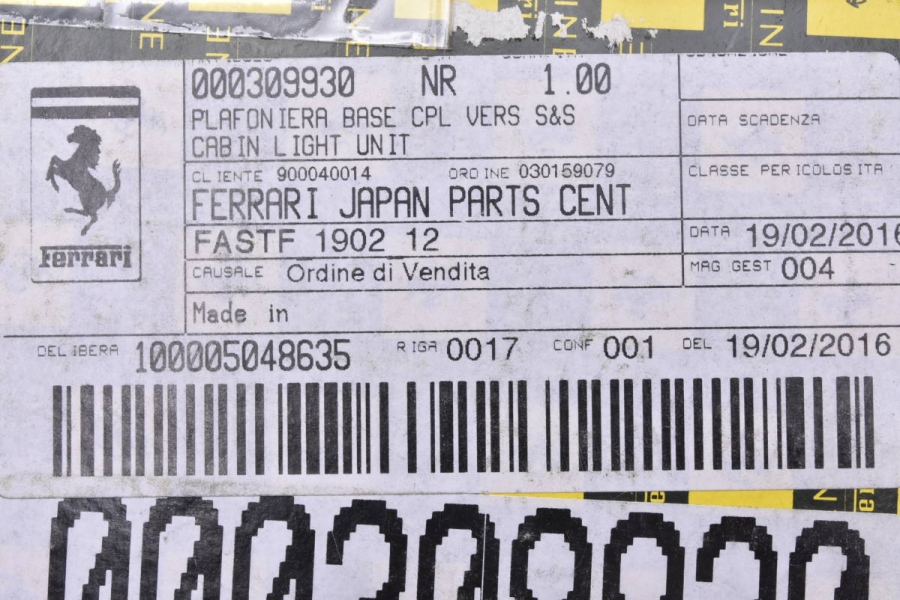 000309930 NR 1.00
PLAFONIERA BASE CPL VERS S&S
CABIN LIGHT UNIT
DATA SCADENZA
CLIENTE 900040014 ORDINE 030159079
CLASSE PERICOLOSITA
FERRARI JAPAN PARTS CENT
Ferrari
FASTF 1902 12
DATA 19/02/2016
CAUSALE Ordine di Vendita
MAG GEST 004
Made in
DELIBERA 100005048635 RIGA 0017 CONF 001 DEL 19/02/2016